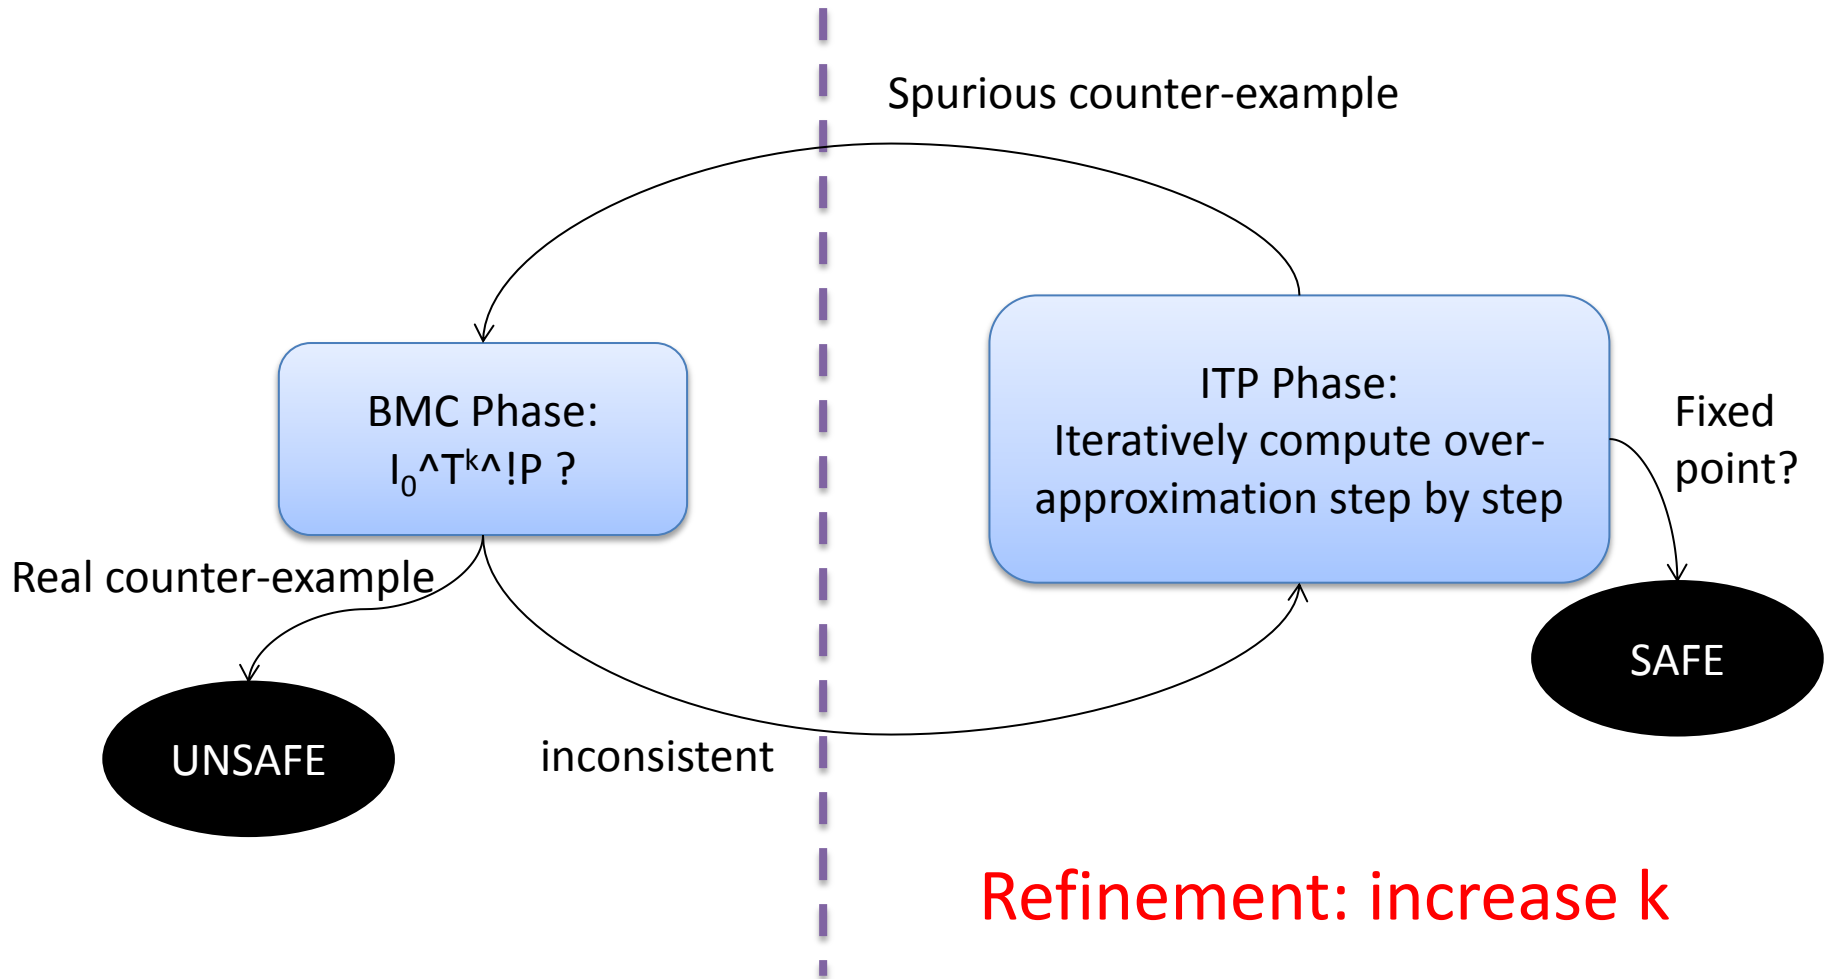 Spurious counter-example
BMC Phase:
I₀^Tᵏ^!P ?
ITP Phase:
Iteratively compute over-
approximation step by step
Fixed
point?
Real counter-example
UNSAFE
inconsistent
SAFE
Refinement: increase k